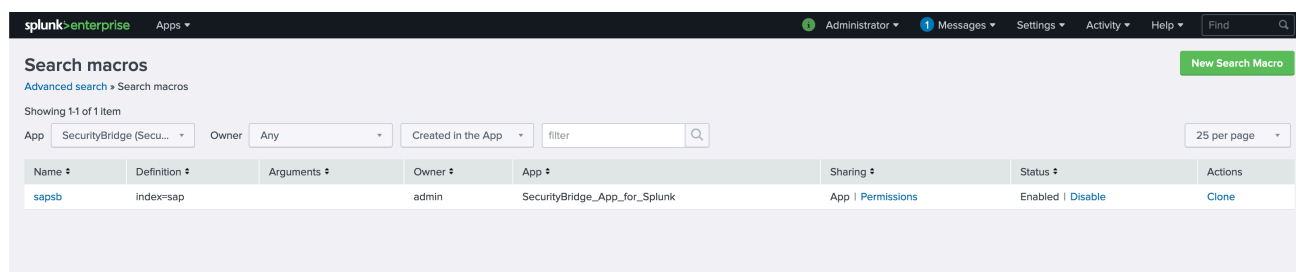 splunk>enterprise Apps ▾ i Administrator ▾ 1 Messages ▾ Settings ▾ Activity ▾ Help ▾ Find
Search macros
New Search Macro
Advanced search » Search macros
Showing 1-1 of 1 item
App SecurityBridge (Secu... ▾ Owner Any ▾ Created in the App ▾ filter 25 per page ▾
Name Definition Arguments Owner App Sharing Status Actions
sapsb index=sap admin SecurityBridge_App_for_Splunk App | Permissions Enabled | Disable Clone